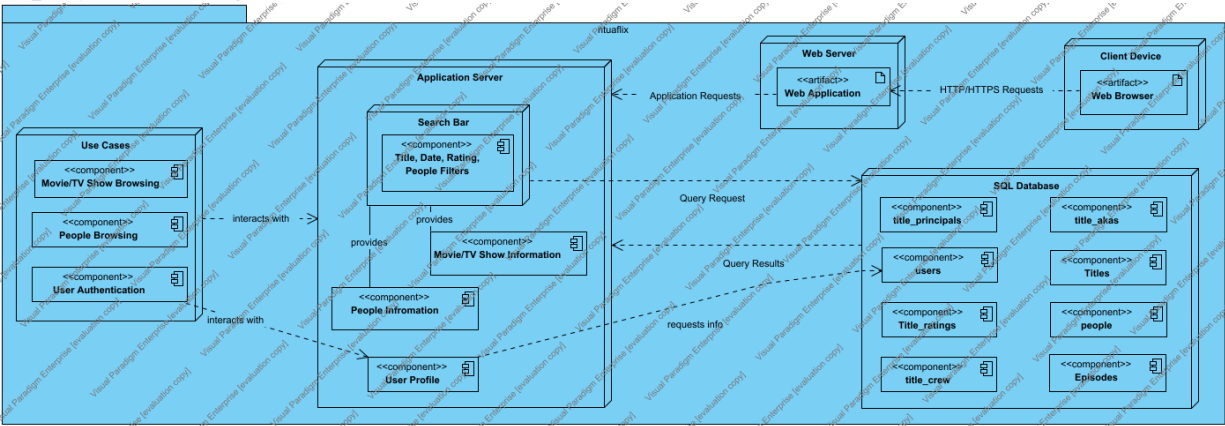 ntuaflix
Web Server
<<artifact>>
Web Application
Client Device
<<artifact>>
Web Browser
HTTP/HTTPS Requests
Application Requests
Application Server
Search Bar
<<component>>
Title, Date, Rating,
People Filters
provides
provides
<<component>>
Movie/TV Show Information
<<component>>
People Infromation
<<component>>
User Profile
Use Cases
<<component>>
Movie/TV Show Browsing
<<component>>
People Browsing
<<component>>
User Authentication
interacts with
interacts with
Query Request
Query Results
requests info
SQL Database
<<component>>
title_principals
<<component>>
title_akas
<<component>>
users
<<component>>
Titles
<<component>>
Title_ratings
<<component>>
people
<<component>>
title_crew
<<component>>
Episodes
Visual Paradigm Enterprise [evaluation copy]